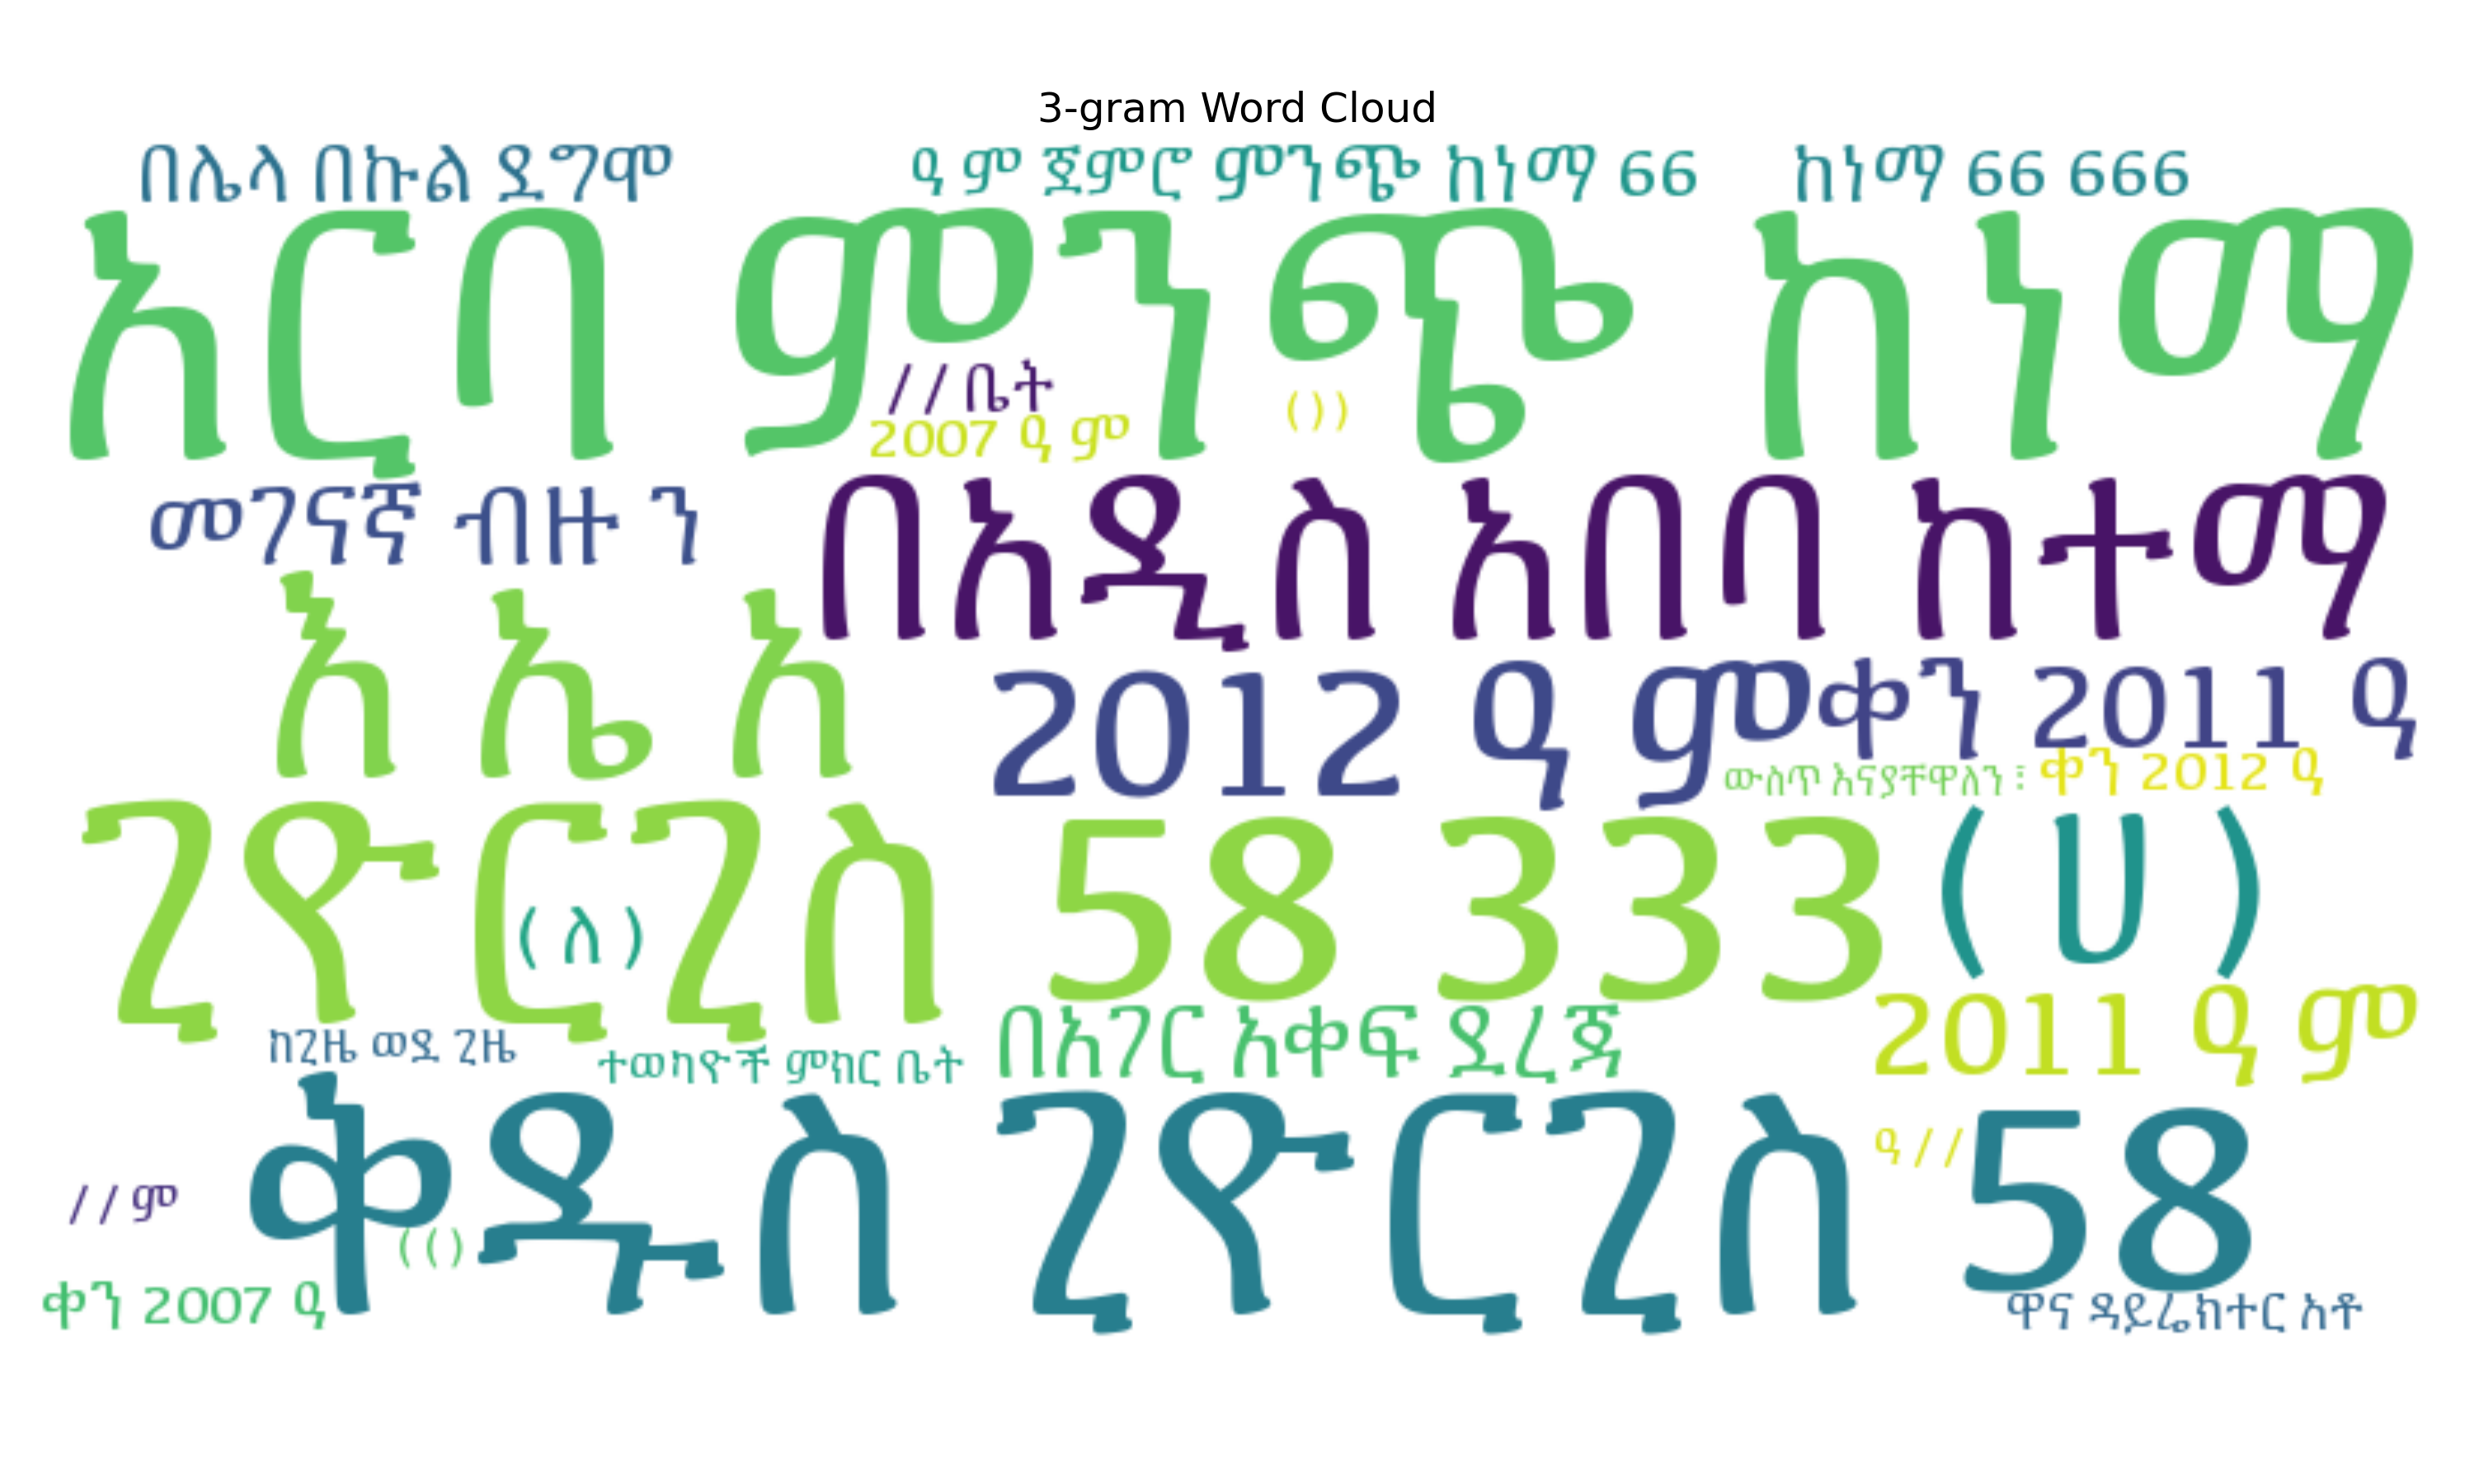 3-gram Word Cloud
በሌላ በኩል ደግሞ
ዓ ም ጀምሮ
ምንጭ ከነማ 66
ከነማ 66 666
አርባ ምንጭ ከነማ
//ቤት
2007 ዓ ም
())
መገናኛ ብዙ ን
በአዲስ አበባ ከተማ
እ ኤ አ
2012 ዓ ም
ቀን 2011 ዓ
ውስጥ እናያቸዋለን ፡
ቀን 2012 ዓ
ጊዮርጊስ 58 333
(ሀ)
(ለ)
2011 ዓ ም
ከጊዜ ወደ ጊዜ
ተወካዮች ምክር ቤት
በአገር አቀፍ ደረጃ
ቅዱስ ጊዮርጊስ 58
ዓ//
//ም
(()
ቀን 2007 ዓ
ዋና ዳይሬክተር አቶ